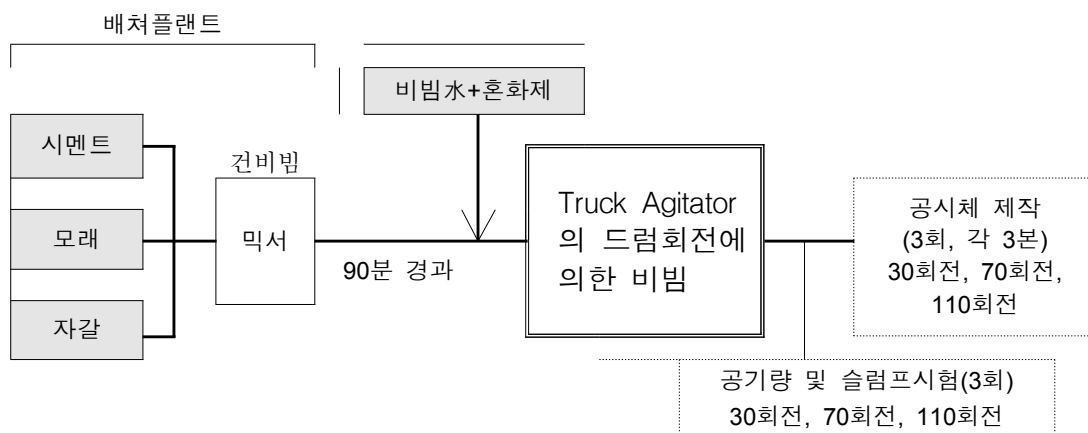 배쳐플랜트
비빔水+혼화제
시멘트
모래
자갈
건비빔
믹서
90분 경과
Truck Agitator
의 드럼회전에
의한 비빔
공시체 제작
(3회, 각 3본)
30회전, 70회전,
110회전
공기량 및 슬럼프시험(3회)
30회전, 70회전, 110회전